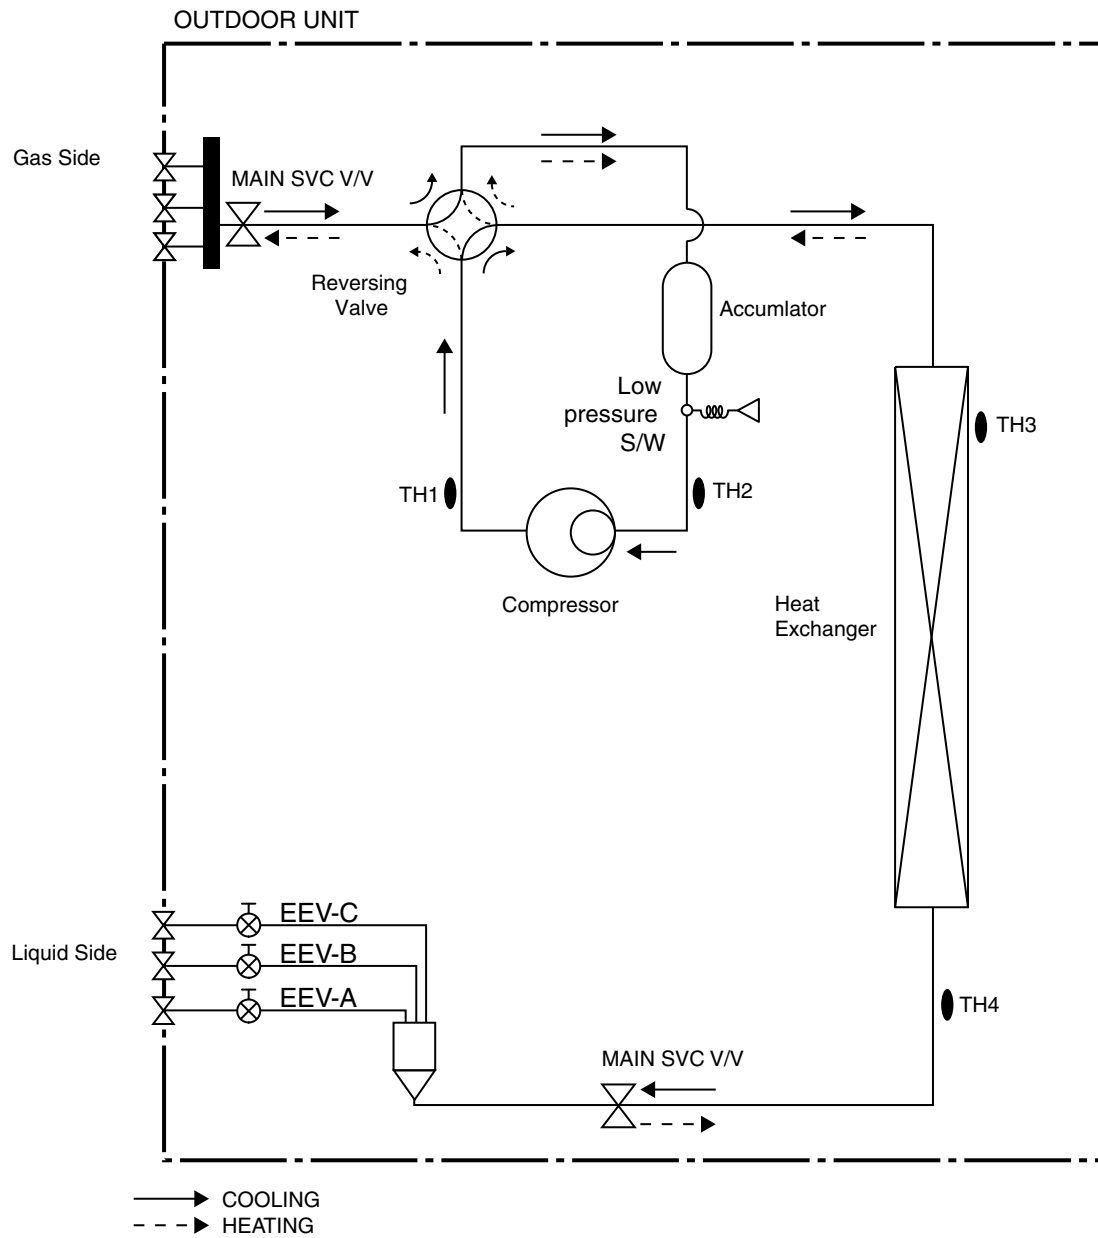 OUTDOOR UNIT
Gas Side
MAIN SVC V/V
Reversing
Valve
Accumlator
Low
pressure
S/W
TH3
TH1
TH2
Compressor
Heat
Exchanger
EEV-C
Liquid Side
EEV-B
EEV-A
TH4
MAIN SVC V/V
COOLING
HEATING